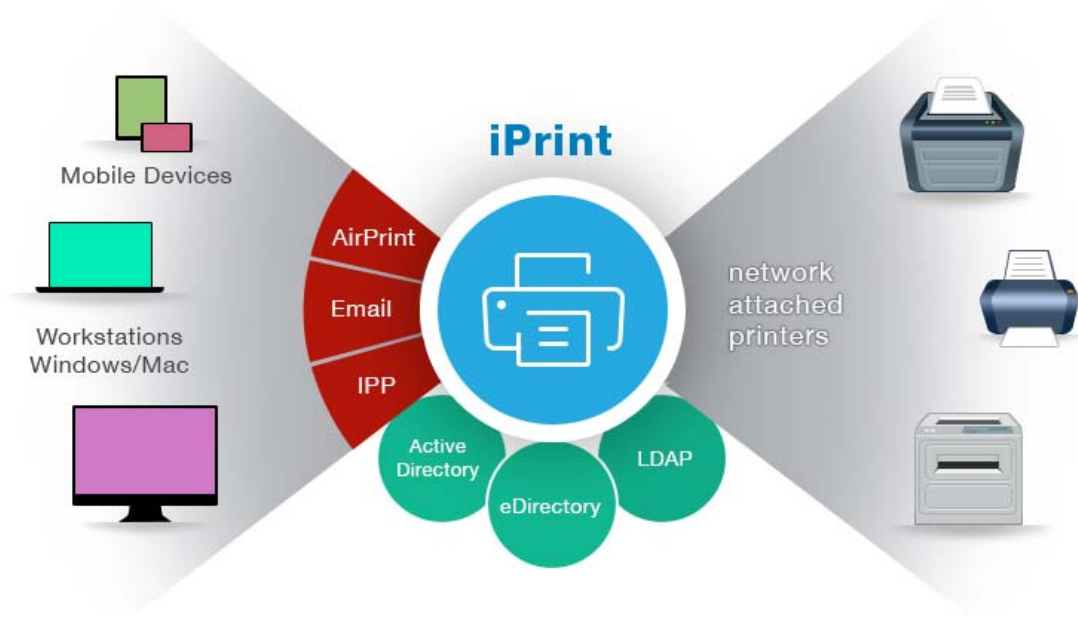 iPrint
Mobile Devices
Workstations
Windows/Mac
AirPrint
Email
IPP
Active
Directory
eDirectory
LDAP
network
attached
printers